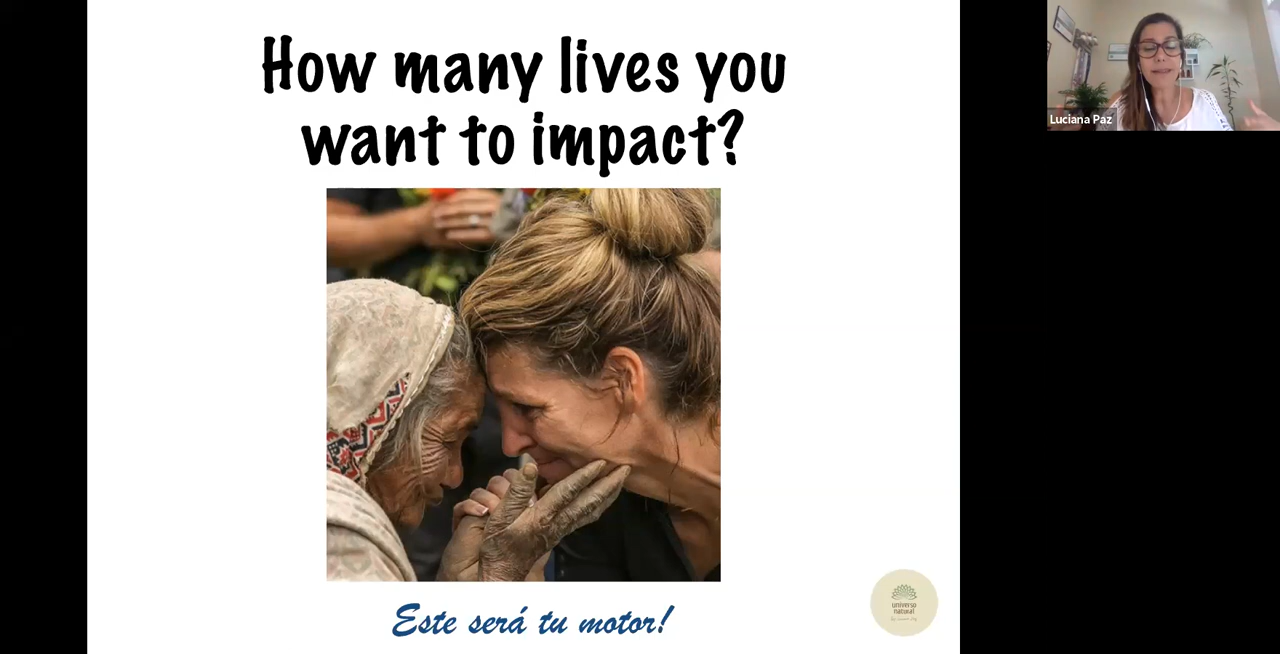 How many lives you
want to impact?
Luciana Paz
Este será tu motor!
universo
natural